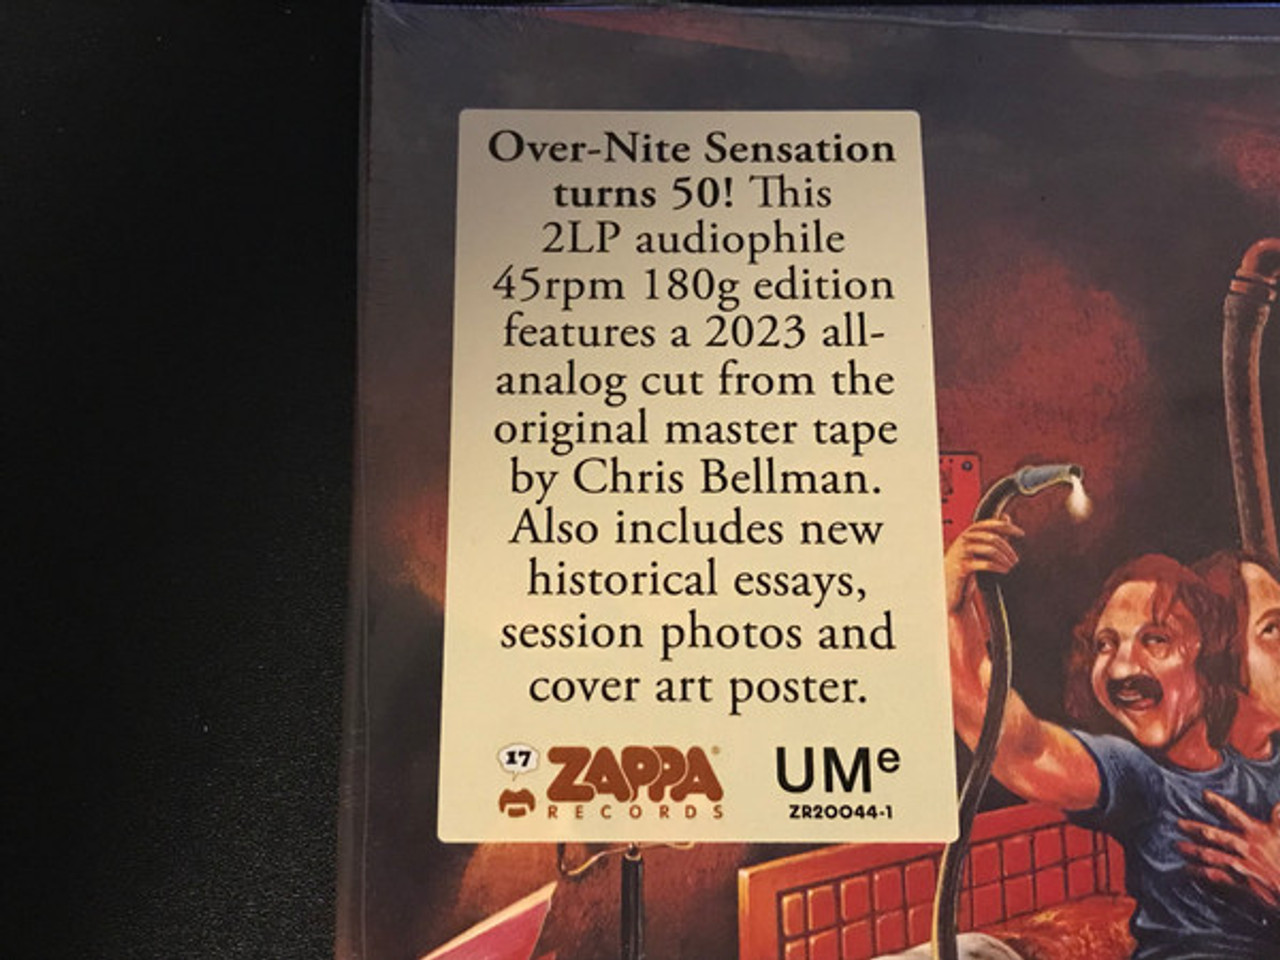 Over-Nite Sensation
turns 50! This
2LP audiophile
45rpm 180g edition
features a 2023 all-
analog cut from the
original master tape
by Chris Bellman.
Also includes new
historical essays,
session photos and
cover art poster.
17
ZAPPA®
RECORDS
UMe
ZR20044-1